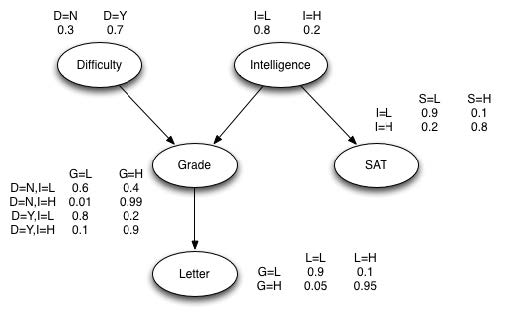 D=N D=Y
0.3 0.7
I=L I=H
0.8 0.2
Difficulty
Intelligence
S=L S=H
I=L 0.9 0.1
I=H 0.2 0.8
Grade
SAT
G=L G=H
D=N,I=L 0.6 0.4
D=N,I=H 0.01 0.99
D=Y,I=L 0.8 0.2
D=Y,I=H 0.1 0.9
Letter
L=L L=H
G=L 0.9 0.1
G=H 0.05 0.95